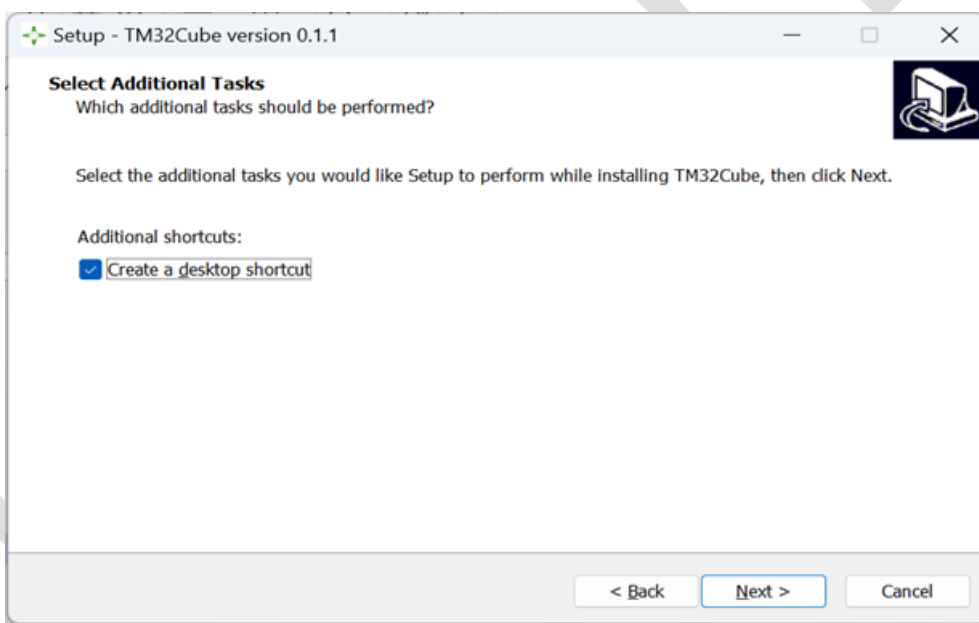 Setup - TM32Cube version 0.1.1
Select Additional Tasks
Which additional tasks should be performed?
Select the additional tasks you would like Setup to perform while installing TM32Cube, then click Next.
Additional shortcuts:
Create a desktop shortcut
< Back
Next >
Cancel